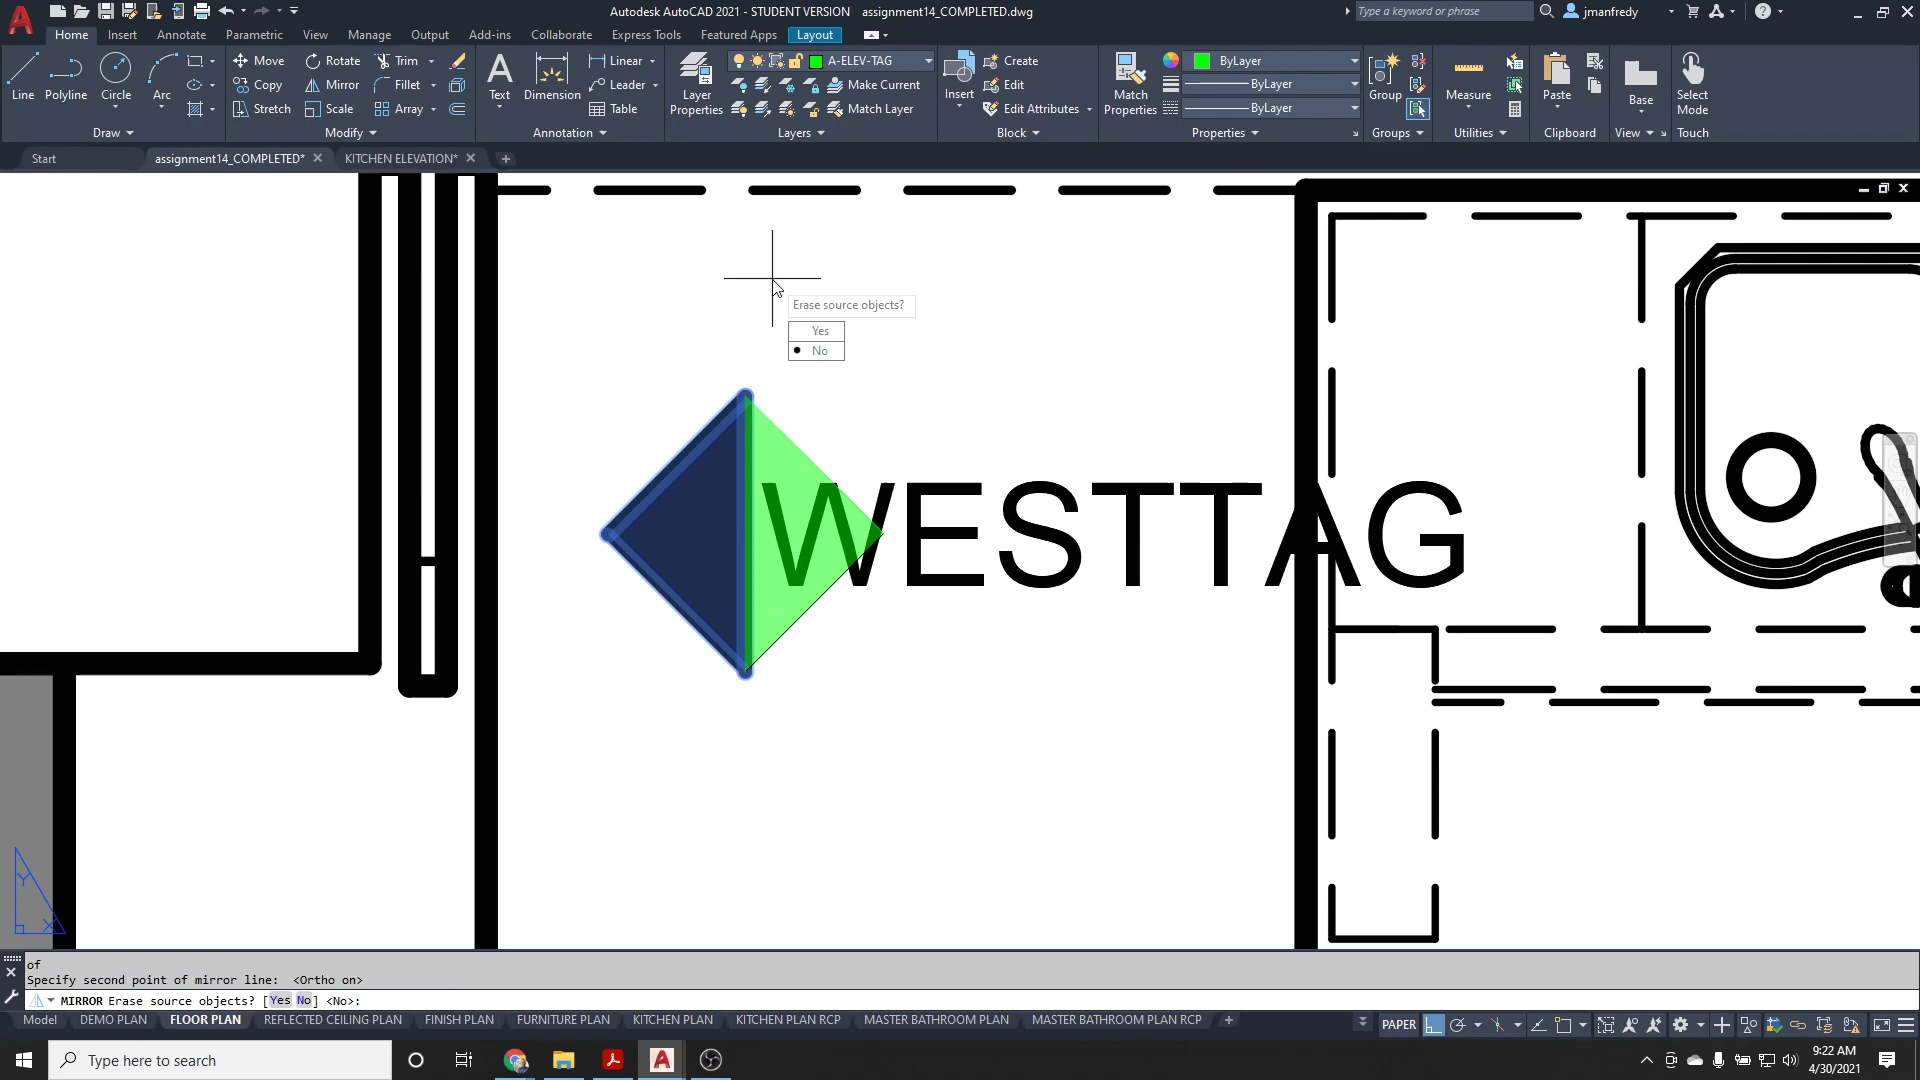 Autodesk AutoCAD 2021 - STUDENT VERSION assignment14_COMPLETED.dwg
Type a keyword or phrase
jmanfredy
Home Insert Annotate Parametric View Manage Output Add-ins Collaborate Express Tools Featured Apps Layout
Line
Polyline
Circle
Arc
Move Rotate Trim
Copy Mirror Fillet
Stretch Scale Array
Text
Dimension
Linear
Leader
Table
Layer
Properties
A-ELEV-TAG
Make Current
Match Layer
Insert
Create
Edit
Edit Attributes
Match
Properties
ByLayer
ByLayer
ByLayer
Group
Measure
Paste
Base
Select
Mode
Draw Modify Annotation Layers Block Properties Groups Utilities Clipboard View Touch
Start assignment14_COMPLETED* KITCHEN ELEVATION*
Erase source objects?
Yes
No
WESTTAG
Y
X
of
Specify second point of mirror line: <Ortho on>
MIRROR Erase source objects? [Yes No] <No>:
Model DEMO PLAN FLOOR PLAN REFLECTED CEILING PLAN FINISH PLAN FURNITURE PLAN KITCHEN PLAN KITCHEN PLAN RCP MASTER BATHROOM PLAN MASTER BATHROOM PLAN RCP PAPER
Type here to search
9:22 AM
4/30/2021